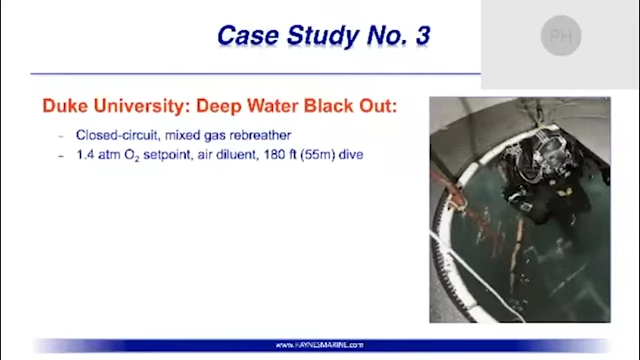 Case Study No. 3
PH
Duke University: Deep Water Black Out:
– Closed-circuit, mixed gas rebreather
– 1.4 atm O₂ setpoint, air diluent, 180 ft (55m) dive
www.HAYNESMARINE.com